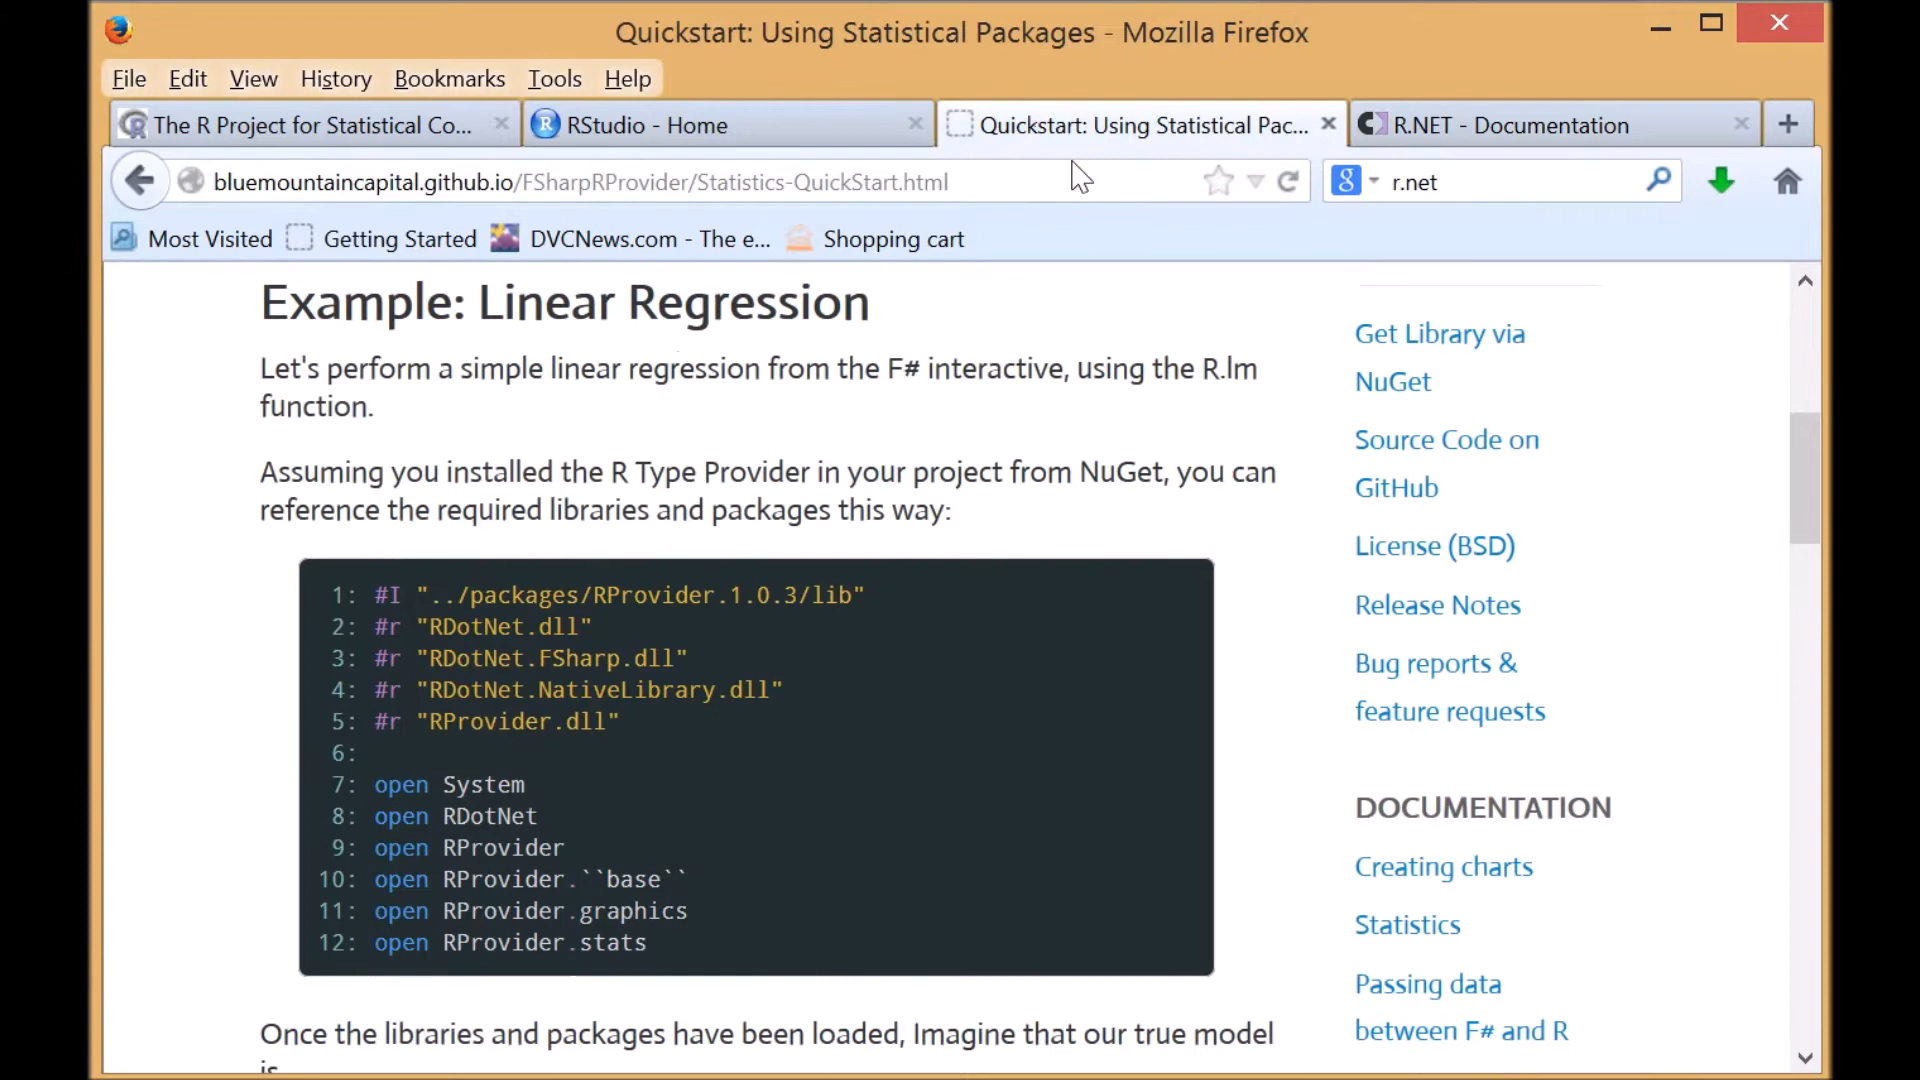 Quickstart: Using Statistical Packages - Mozilla Firefox
File Edit View History Bookmarks Tools Help
The R Project for Statistical Co...
RStudio - Home
Quickstart: Using Statistical Pac...
R.NET - Documentation
bluemountaincapital.github.io/FSharpRProvider/Statistics-QuickStart.html
r.net
Most Visited
Getting Started
DVCNews.com - The e...
Shopping cart
Example: Linear Regression
Let's perform a simple linear regression from the F# interactive, using the R.lm
function.
Assuming you installed the R Type Provider in your project from NuGet, you can
reference the required libraries and packages this way:
1: #I "../packages/RProvider.1.0.3/lib"
2: #r "RDotNet.dll"
3: #r "RDotNet.FSharp.dll"
4: #r "RDotNet.NativeLibrary.dll"
5: #r "RProvider.dll"
6:
7: open System
8: open RDotNet
9: open RProvider
10: open RProvider.``base``
11: open RProvider.graphics
12: open RProvider.stats
Once the libraries and packages have been loaded, Imagine that our true model
is
Get Library via
NuGet
Source Code on
GitHub
License (BSD)
Release Notes
Bug reports &
feature requests
DOCUMENTATION
Creating charts
Statistics
Passing data
between F# and R